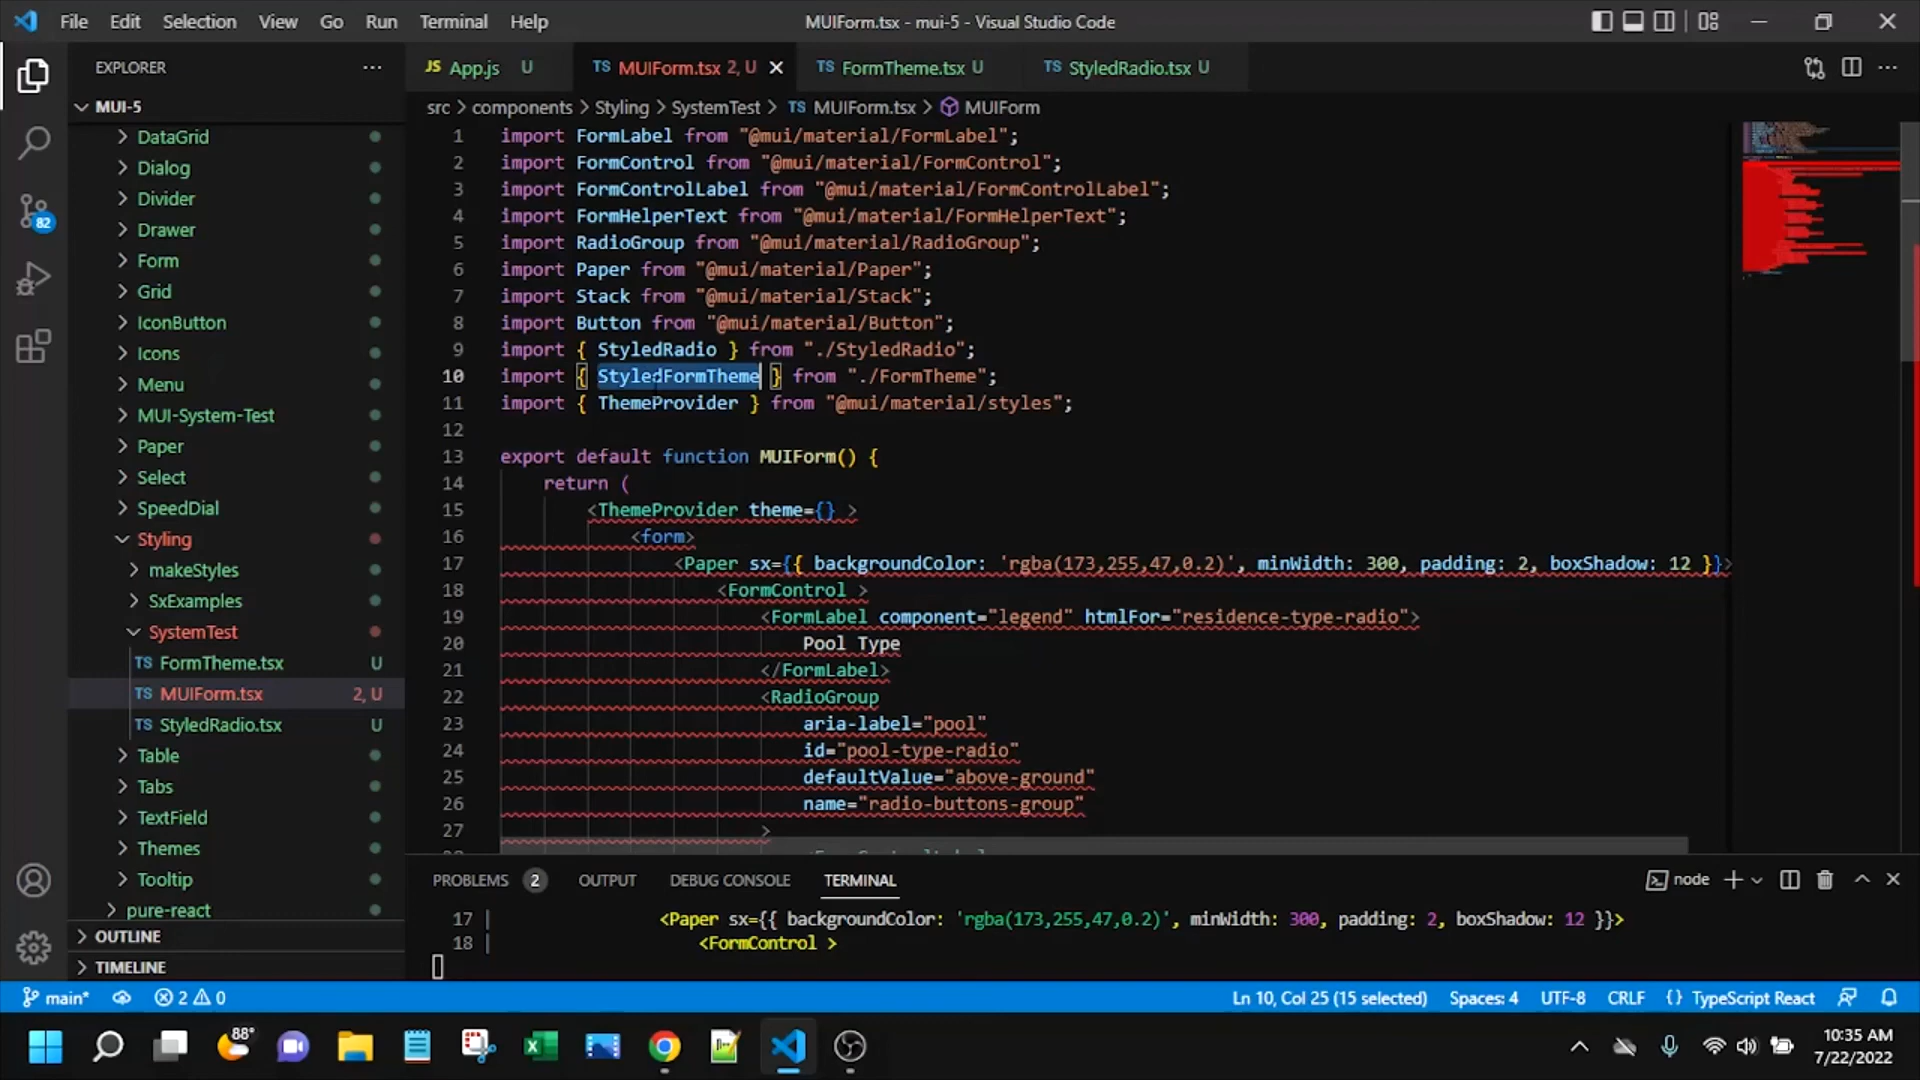 File Edit Selection View Go Run Terminal Help MUIForm.tsx - mui-5 - Visual Studio Code
EXPLORER
JS App.js U
TS MUIForm.tsx 2, U
TS FormTheme.tsx U
TS StyledRadio.tsx U
src > components > Styling > SystemTest > TS MUIForm.tsx > MUIForm
MUI-5
DataGrid
Dialog
Divider
Drawer
Form
Grid
IconButton
Icons
Menu
MUI-System-Test
Paper
Select
SpeedDial
Styling
makeStyles
SxExamples
SystemTest
TS FormTheme.tsx U
TS MUIForm.tsx 2, U
TS StyledRadio.tsx U
Table
Tabs
TextField
Themes
Tooltip
pure-react
OUTLINE
TIMELINE
82
1 import FormLabel from "@mui/material/FormLabel";
2 import FormControl from "@mui/material/FormControl";
3 import FormControlLabel from "@mui/material/FormControlLabel";
4 import FormHelperText from "@mui/material/FormHelperText";
5 import RadioGroup from "@mui/material/RadioGroup";
6 import Paper from "@mui/material/Paper";
7 import Stack from "@mui/material/Stack";
8 import Button from "@mui/material/Button";
9 import { StyledRadio } from "./StyledRadio";
10 import { StyledFormTheme } from "./FormTheme";
11 import { ThemeProvider } from "@mui/material/styles";
12
13 export default function MUIForm() {
14 return (
15 <ThemeProvider theme={} >
16 <form>
17 <Paper sx={{ backgroundColor: 'rgba(173,255,47,0.2)', minWidth: 300, padding: 2, boxShadow: 12 }}>
18 <FormControl >
19 <FormLabel component="legend" htmlFor="residence-type-radio">
20 Pool Type
21 </FormLabel>
22 <RadioGroup
23 aria-label="pool"
24 id="pool-type-radio"
25 defaultValue="above-ground"
26 name="radio-buttons-group"
27 >
PROBLEMS 2 OUTPUT DEBUG CONSOLE TERMINAL node
17 | <Paper sx={{ backgroundColor: 'rgba(173,255,47,0.2)', minWidth: 300, padding: 2, boxShadow: 12 }}>
18 | <FormControl >
main* 2 0 Ln 10, Col 25 (15 selected) Spaces: 4 UTF-8 CRLF {} TypeScript React
88°
10:35 AM
7/22/2022